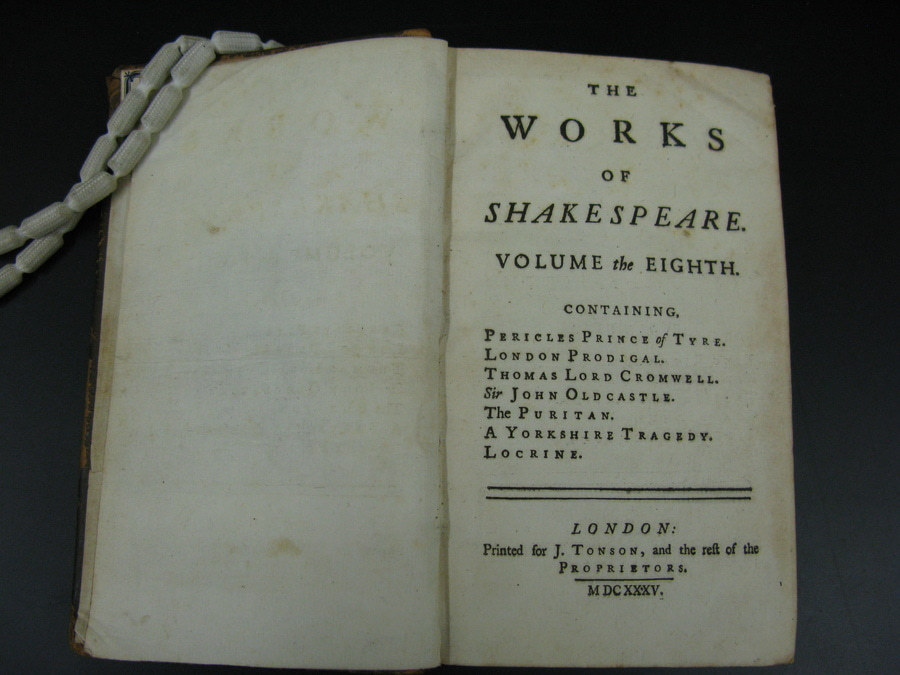 THE
WORKS
OF
SHAKESPEARE.
VOLUME the EIGHTH.
CONTAINING,
PERICLES PRINCE of TYRE.
LONDON PRODIGAL.
THOMAS LORD CROMWELL.
Sir JOHN OLDCASTLE.
The PURITAN.
A YORKSHIRE TRAGEDY.
LOCRINE.
LONDON:
Printed for J. TONSON, and the reſt of the
PROPRIETORS.
MDCXXXV.